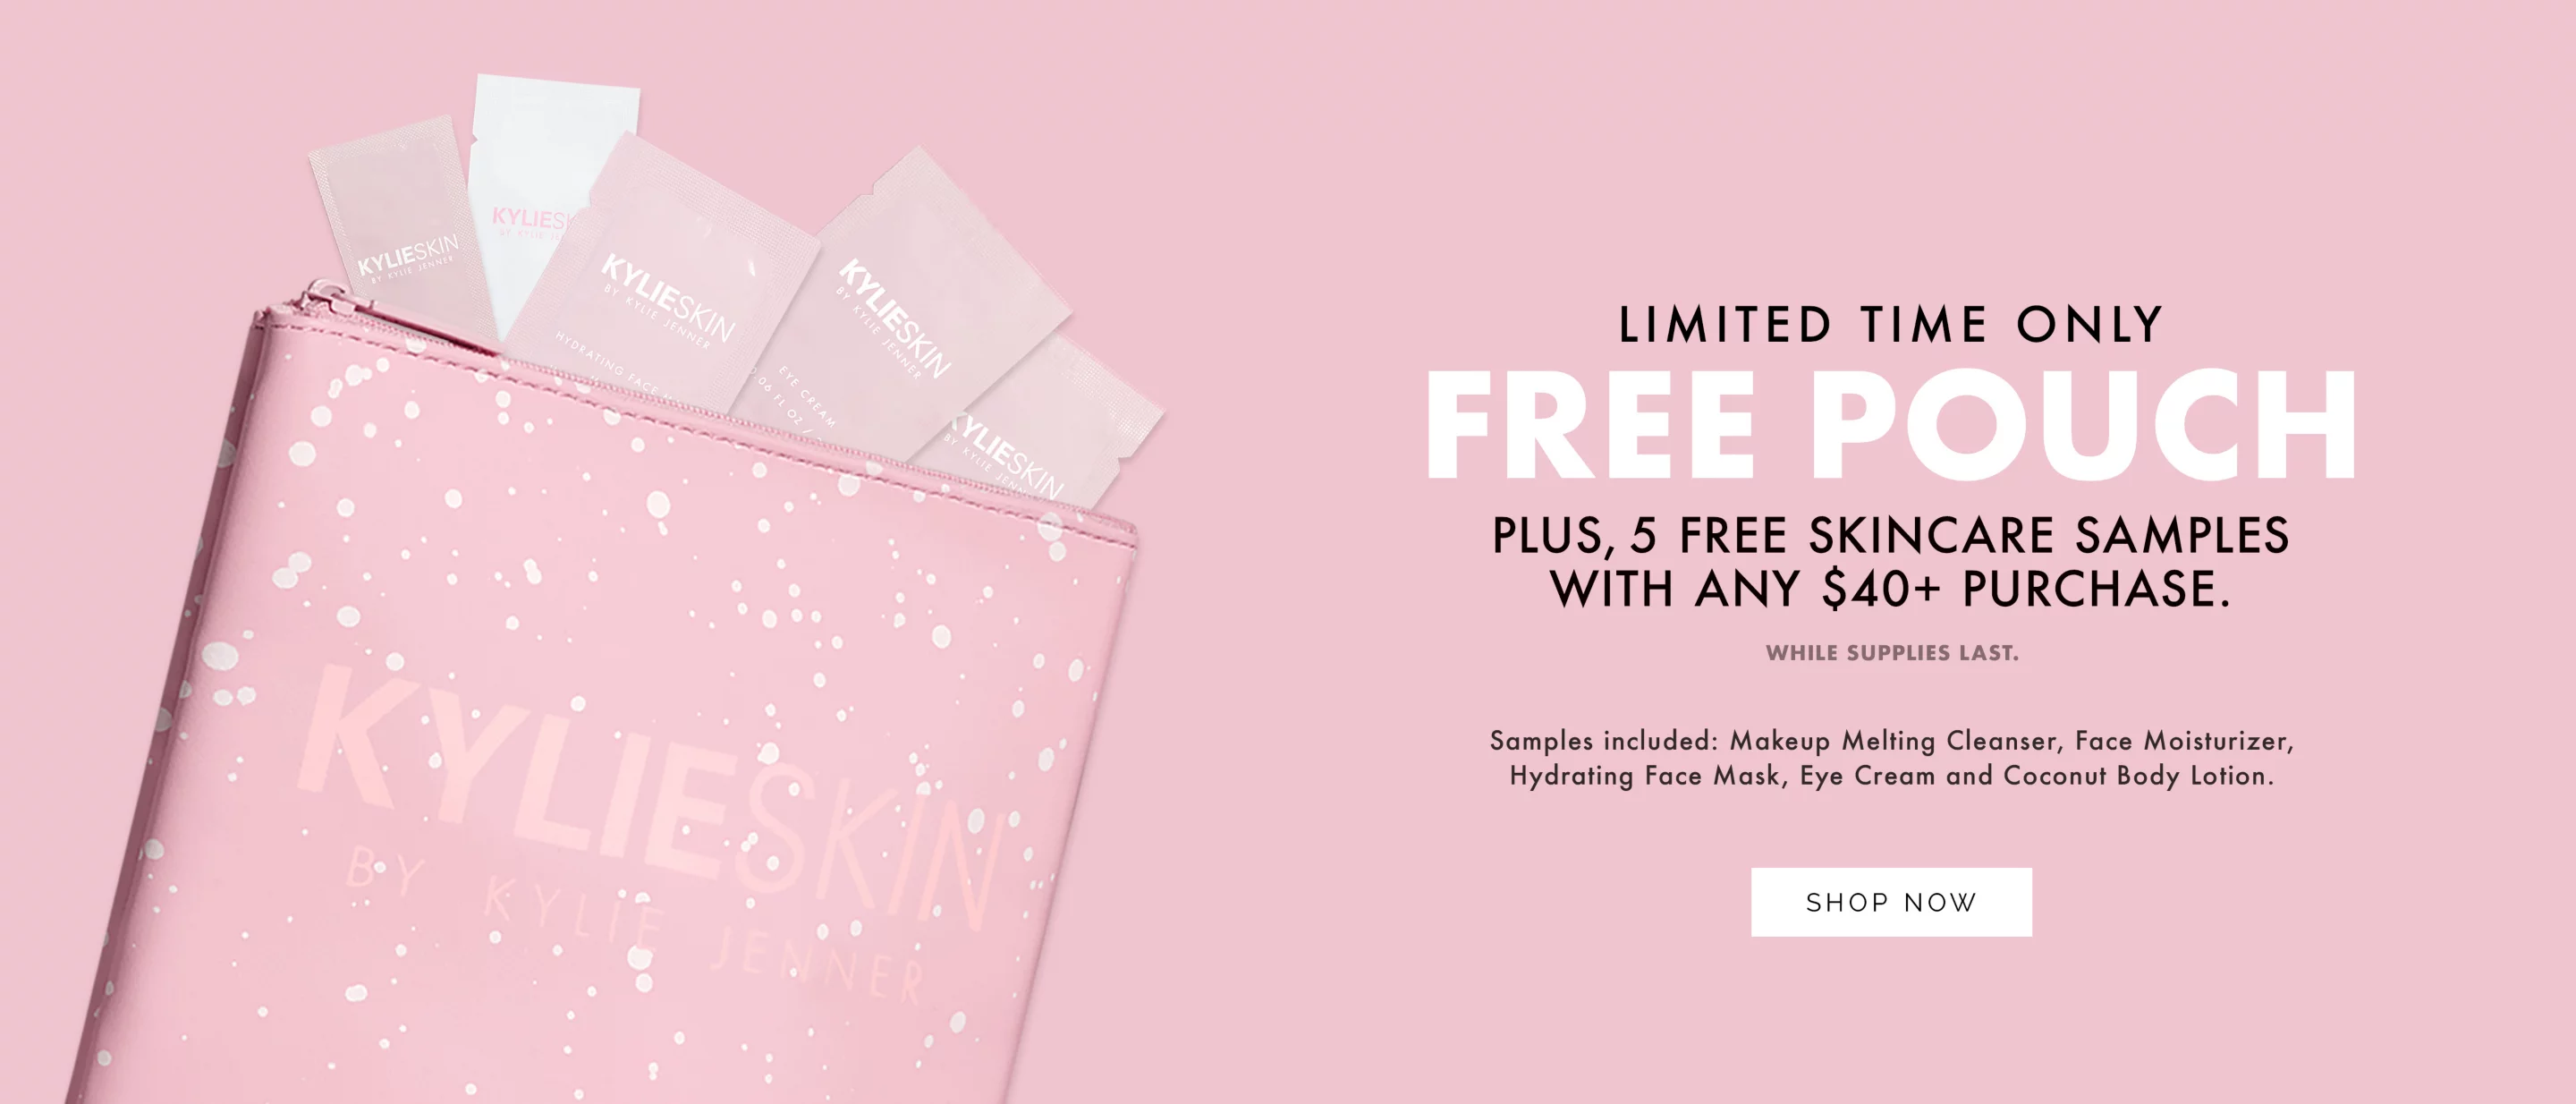 KYLIESKIN
BY KYLIE JENNER
KYLIESK
BY KYLIE
KYLIESKIN
BY KYLIE JENNER
HYDRATING FACE
KYLIESKIN
BY KYLIE JENNER
EYE CREAM
0.06 FL OZ /
KYLIESKIN
BY KYLIE JENNER
KYLIESKIN
BY KYLIE JENNER
LIMITED TIME ONLY
FREE POUCH
PLUS, 5 FREE SKINCARE SAMPLES
WITH ANY $40+ PURCHASE.
WHILE SUPPLIES LAST.
Samples included: Makeup Melting Cleanser, Face Moisturizer,
Hydrating Face Mask, Eye Cream and Coconut Body Lotion.
SHOP NOW